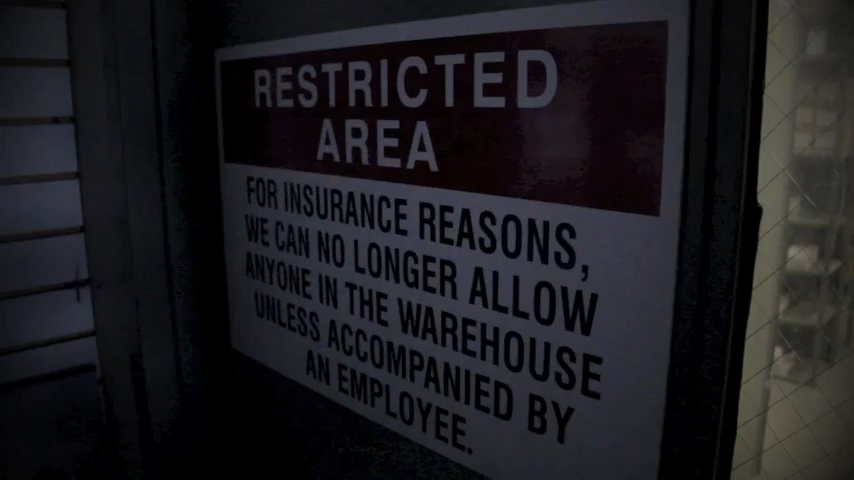 RESTRICTED
AREA
FOR INSURANCE REASONS,
WE CAN NO LONGER ALLOW
ANYONE IN THE WAREHOUSE
UNLESS ACCOMPANIED BY
AN EMPLOYEE.